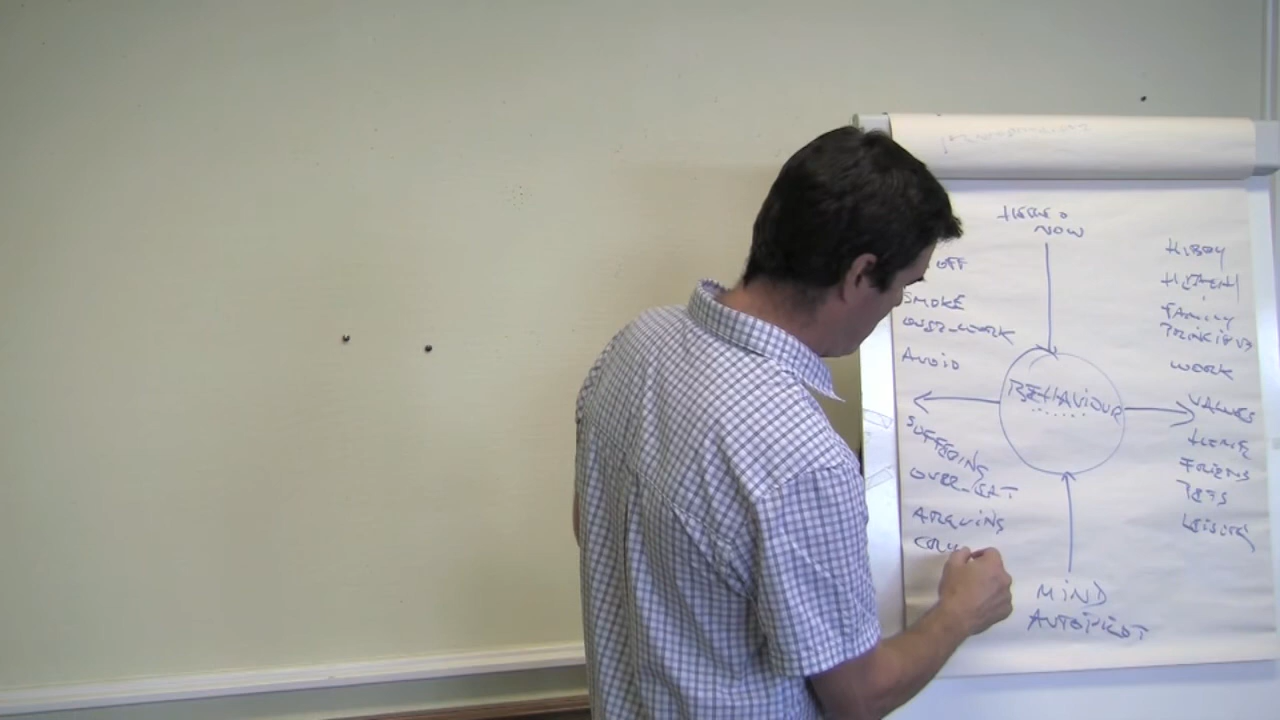 HERE +
NOW
OFF
SMOKE
OVER-WORK
AVOID
SUFFERING
OVER-EAT
ARGUING
BEHAVIOUR
HOBBY
HEALTH
FAMILY
WORK
VALUES
HOME
FRIENDS
PETS
LEISURE
MIND
AUTOPILOT